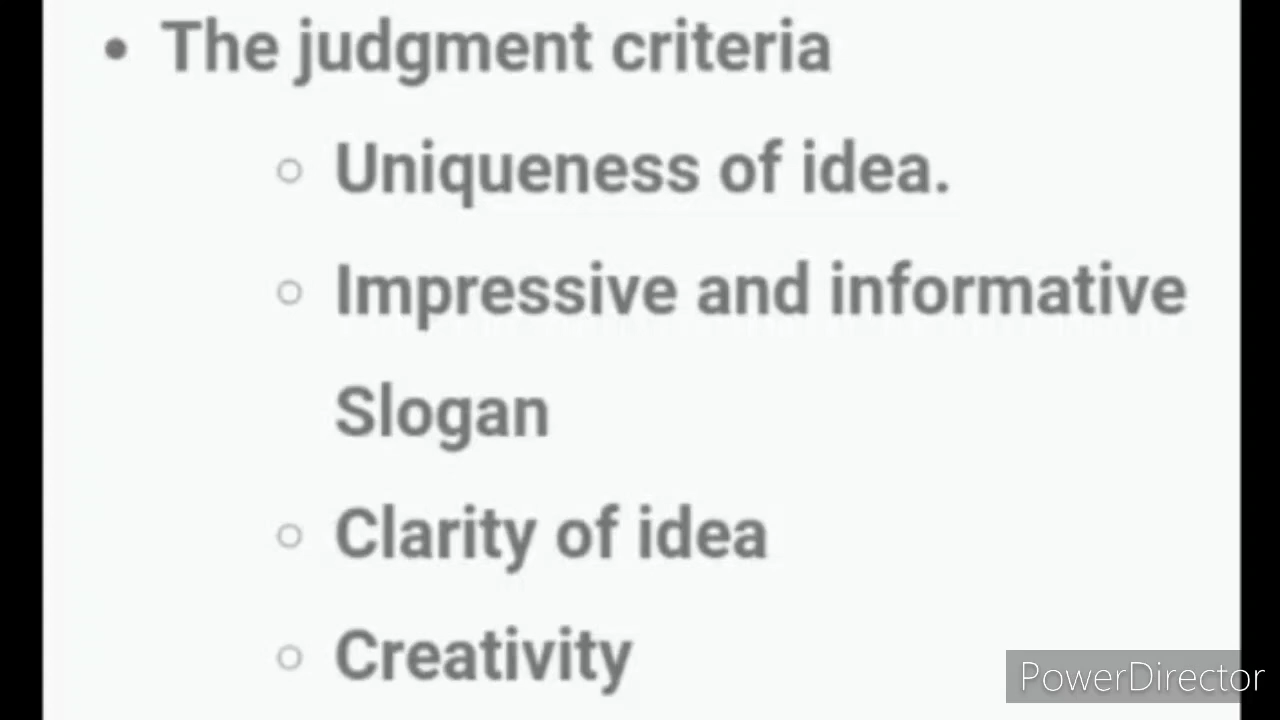 The judgment criteria
Uniqueness of idea.
Impressive and informative
Slogan
Clarity of idea
Creativity
PowerDirector